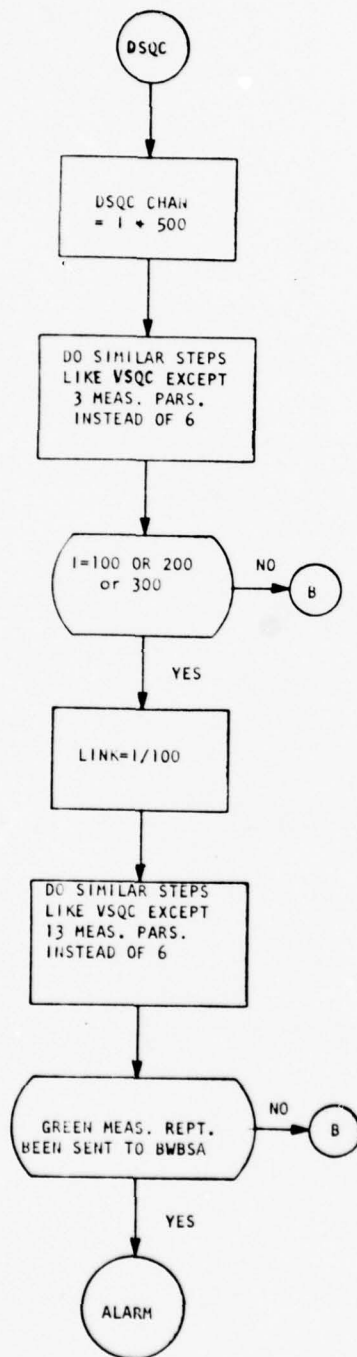 DSQC
DSQC CHAN
= I + 500
DO SIMILAR STEPS
LIKE VSQC EXCEPT
3 MEAS. PARS.
INSTEAD OF 6
I=100 OR 200
or 300
NO
B
YES
LINK=I/100
DO SIMILAR STEPS
LIKE VSQC EXCEPT
13 MEAS. PARS.
INSTEAD OF 6
GREEN MEAS. REPT.
BEEN SENT TO BWBSA
NO
B
YES
ALARM